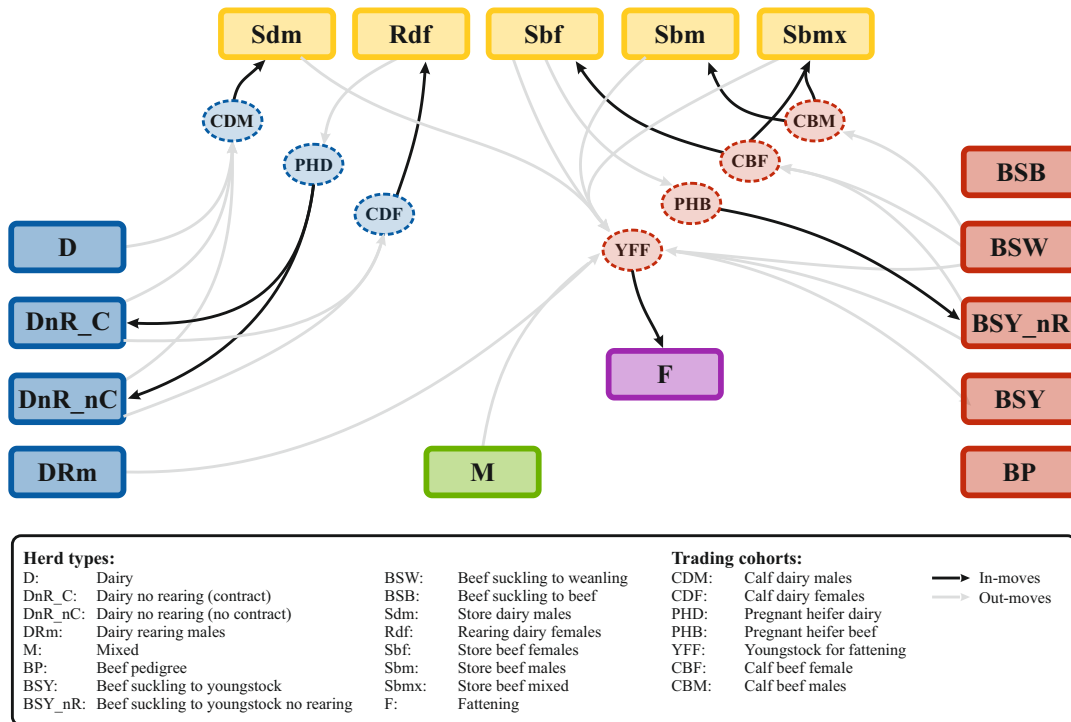 Sdm Rdf Sbf Sbm Sbmx
CDM
CBM
PHD
CBF
BSB
PHB
CDF
D
YFF
BSW
DnR_C
BSY_nR
F
DnR_nC
BSY
DRm
M
BP
Herd types:
D: Dairy
DnR_C: Dairy no rearing (contract)
DnR_nC: Dairy no rearing (no contract)
DRm: Dairy rearing males
M: Mixed
BP: Beef pedigree
BSY: Beef suckling to youngstock
BSY_nR: Beef suckling to youngstock no rearing
BSW: Beef suckling to weanling
BSB: Beef suckling to beef
Sdm: Store dairy males
Rdf: Rearing dairy females
Sbf: Store beef females
Sbm: Store beef males
Sbmx: Store beef mixed
F: Fattening
Trading cohorts:
CDM: Calf dairy males
CDF: Calf dairy females
PHD: Pregnant heifer dairy
PHB: Pregnant heifer beef
YFF: Youngstock for fattening
CBF: Calf beef female
CBM: Calf beef males
In-moves
Out-moves